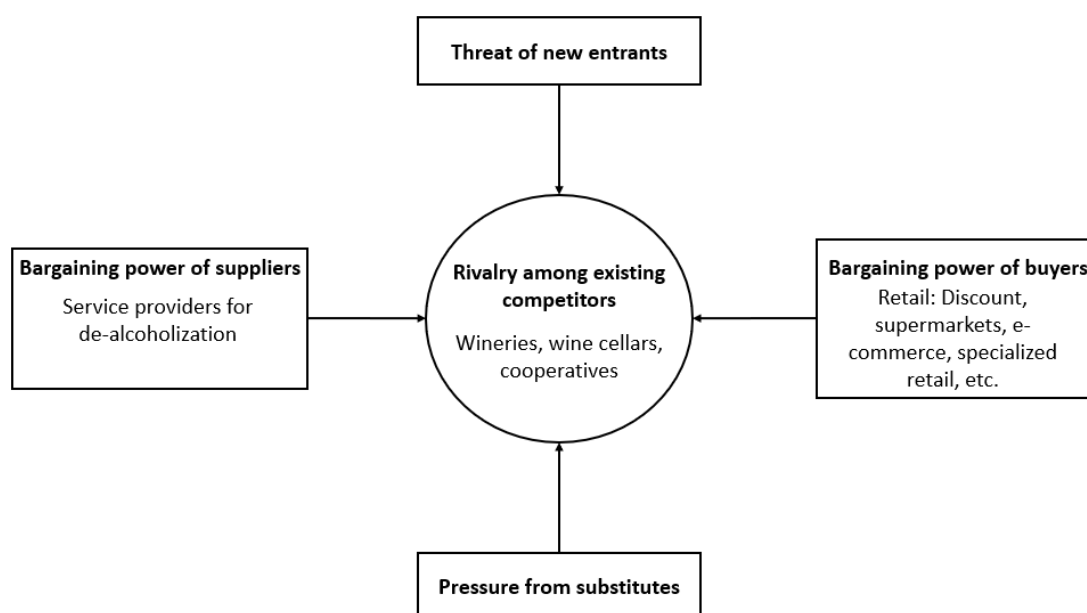 Threat of new entrants
Bargaining power of suppliers
Service providers for
de-alcoholization
Rivalry among existing
competitors
Wineries, wine cellars,
cooperatives
Bargaining power of buyers
Retail: Discount,
supermarkets, e-
commerce, specialized
retail, etc.
Pressure from substitutes